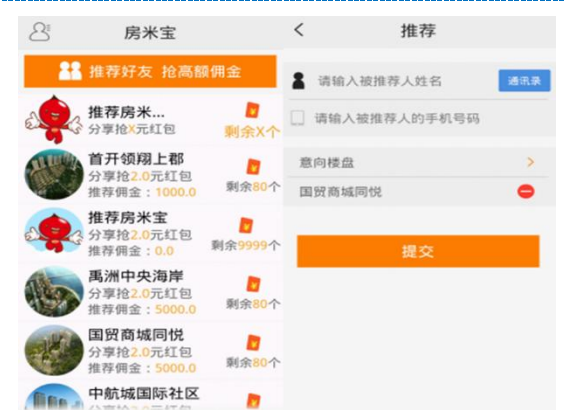 房米宝
推荐好友 抢高额佣金
推荐房米...
分享抢X元红包
剩余X个
首开领翔上郡
分享抢2.0元红包
推荐佣金：1000.0
剩余80个
推荐房米宝
分享抢2.0元红包
推荐佣金：0.0
剩余9999个
禹洲中央海岸
分享抢2.0元红包
推荐佣金：5000.0
剩余80个
国贸商城同悦
分享抢2.0元红包
推荐佣金：5000.0
剩余80个
中航城国际社区
推荐
请输入被推荐人姓名
通讯录
请输入被推荐人的手机号码
意向楼盘
国贸商城同悦
提交